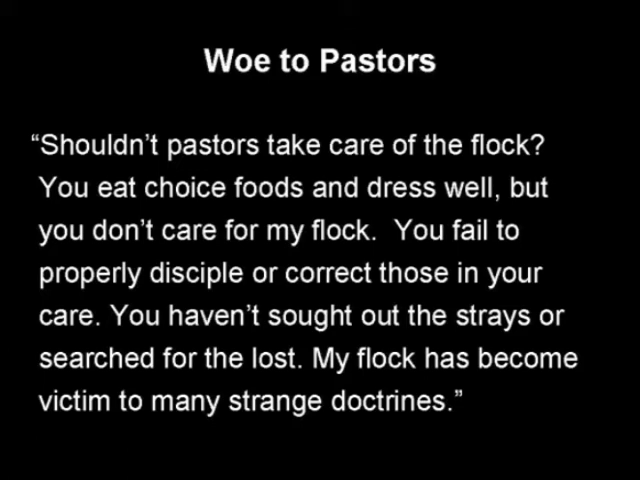 Woe to Pastors
“Shouldn’t pastors take care of the flock?
You eat choice foods and dress well, but
you don’t care for my flock.  You fail to
properly disciple or correct those in your
care. You haven’t sought out the strays or
searched for the lost. My flock has become
victim to many strange doctrines.”